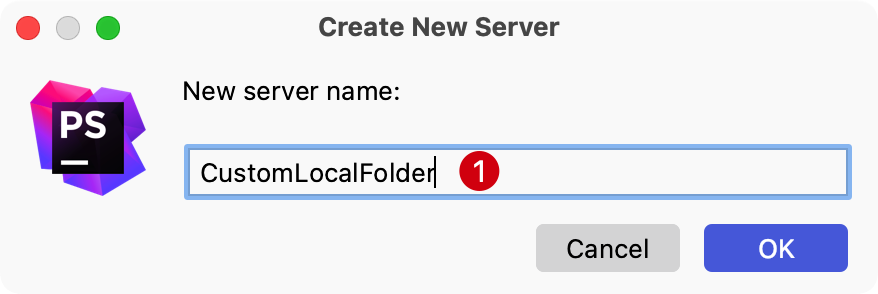 Create New Server
PS
New server name:
CustomLocalFolder 1
Cancel OK